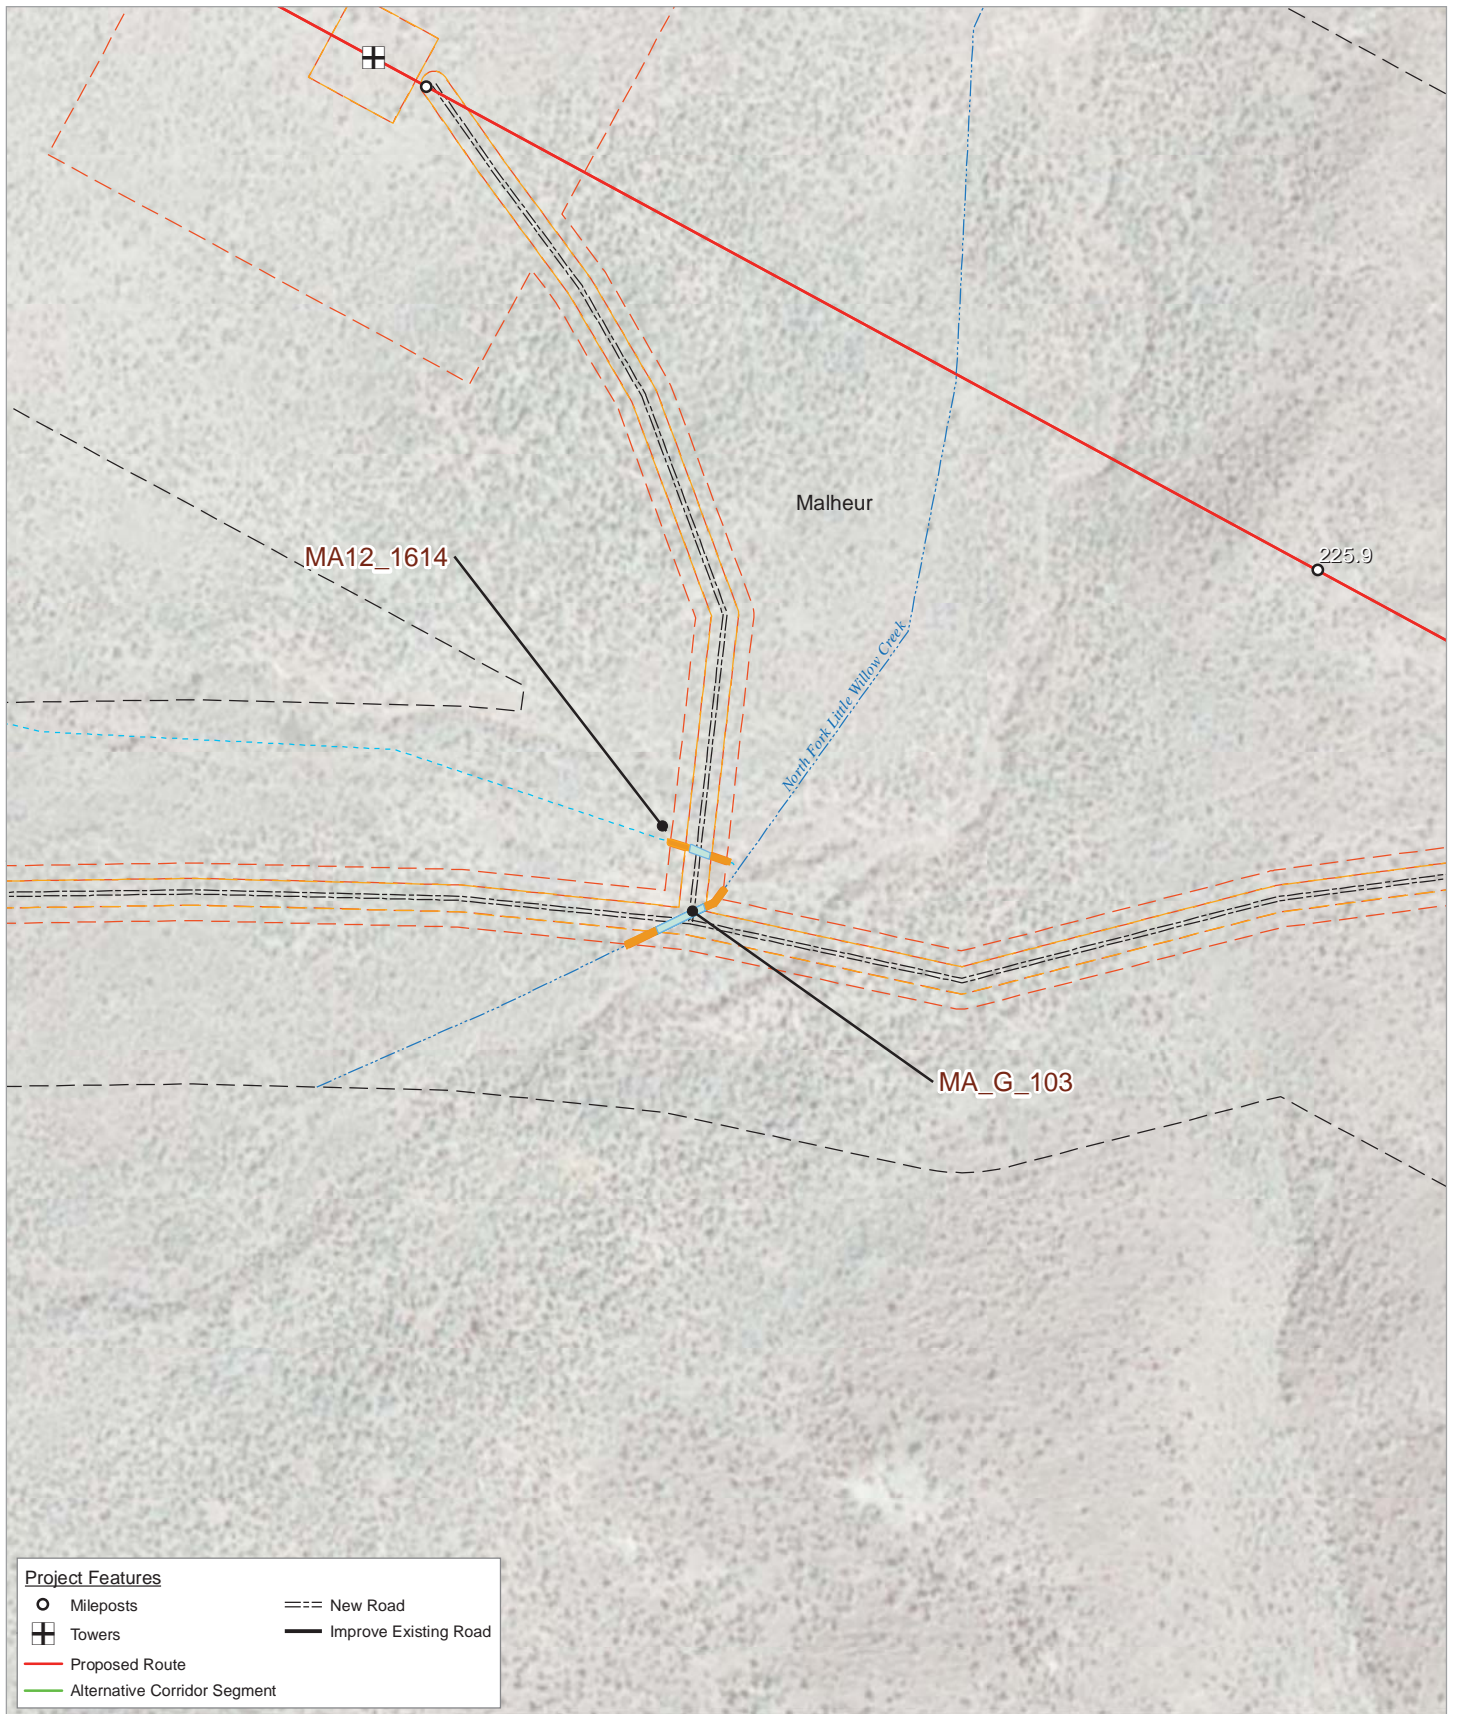 Malheur
MA12_1614
225.9
North Fork Little Willow Creek
MA_G_103
Project Features
Mileposts
Towers
Proposed Route
Alternative Corridor Segment
New Road
Improve Existing Road